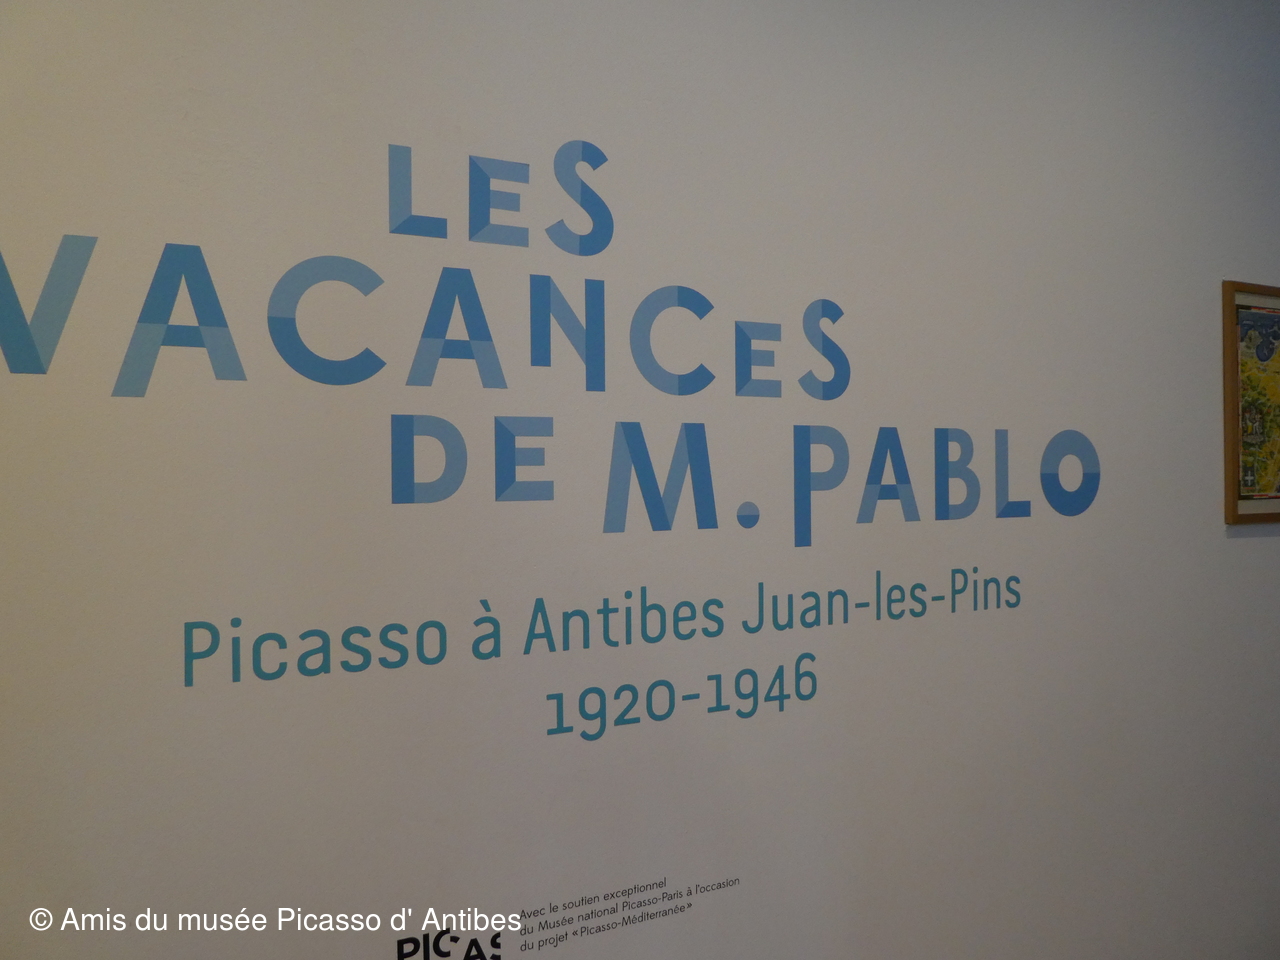 LES
VACANCES
DE M. PABLO
Picasso à Antibes Juan-les-Pins
1920-1946
Avec le soutien exceptionnel
du Musée national Picasso-Paris à l'occasion
du projet « Picasso-Méditerranée »
© Amis du musée Picasso d' Antibes
PICAS